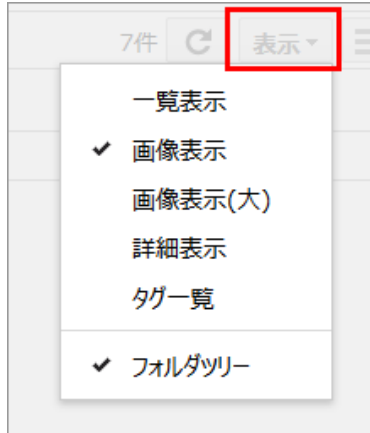 7件 表示
一覧表示
画像表示
画像表示(大)
詳細表示
タグ一覧
フォルダツリー